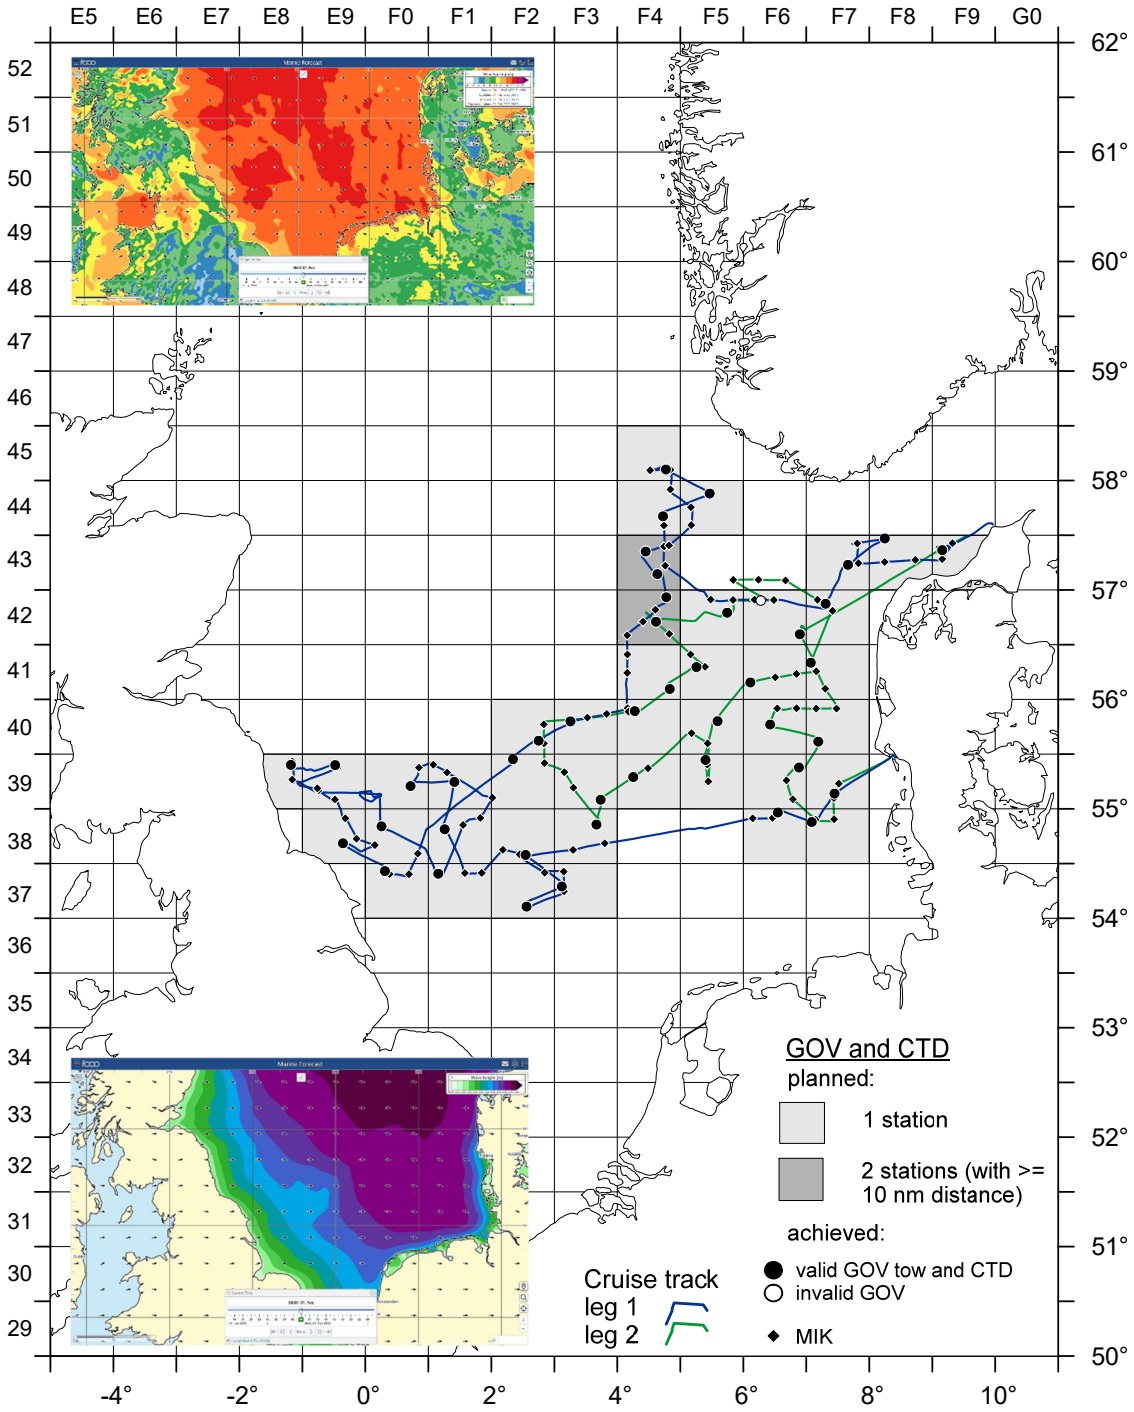 E5 E6 E7 E8 E9 F0 F1 F2 F3 F4 F5 F6 F7 F8 F9 G0
62°
52
Marine Forecast
51
61°
50
49
60°
48
47
59°
46
45
58°
44
43
57°
42
41
56°
40
39
55°
38
37
54°
36
35
53°
34
Marine Forecast
33
52°
32
31
51°
30
29
50°
GOV and CTD
planned:
1 station
2 stations (with >=
10 nm distance)
achieved:
valid GOV tow and CTD
invalid GOV
MIK
Cruise track
leg 1
leg 2
-4° -2° 0° 2° 4° 6° 8° 10°